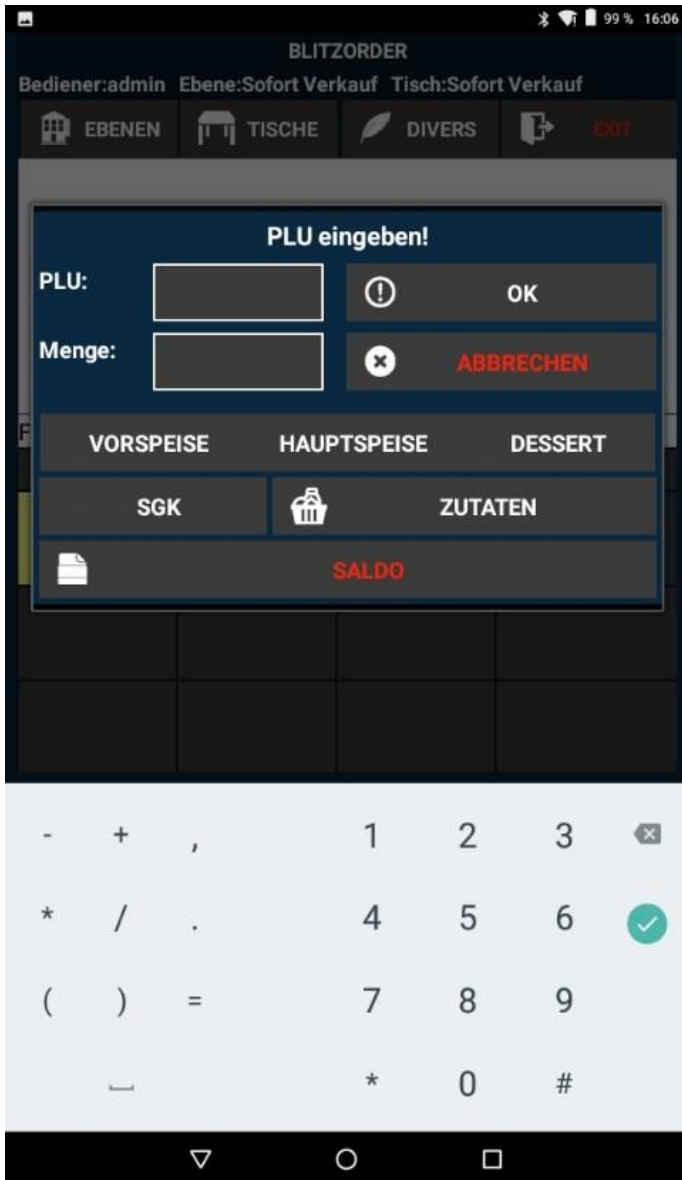 99 % 16:06
BLITZORDER
Bediener:admin Ebene:Sofort Verkauf Tisch:Sofort Verkauf
EBENEN TISCHE DIVERS EXIT
PLU eingeben!
PLU: OK
Menge: ABBRECHEN
F
VORSPEISE HAUPTSPEISE DESSERT
SGK ZUTATEN
SALDO
- + , 1 2 3
* / . 4 5 6
( ) = 7 8 9
* 0 #